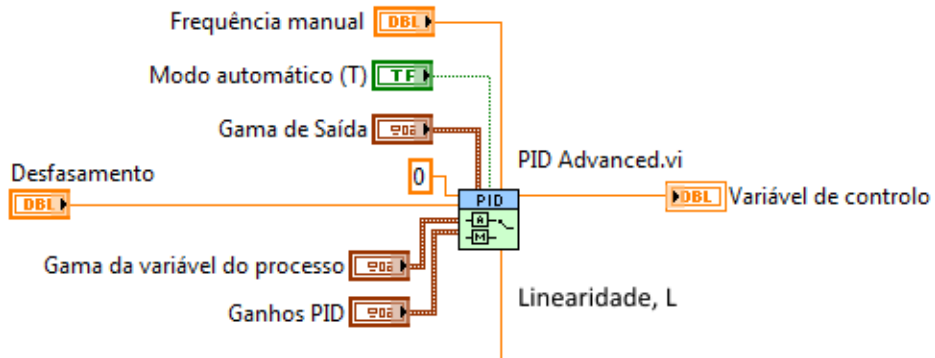 Frequência manual DBL
Modo automático (T) TF
Gama de Saída
PID Advanced.vi
Desfasamento
0
DBL
PID
DBL Variável de controlo
A
M
Gama da variável do processo
Linearidade, L
Ganhos PID